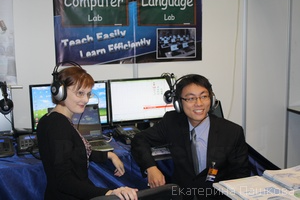 Computer
Lab
Language
Lab
Teach Easily
Learn Efficiently
Екатерина